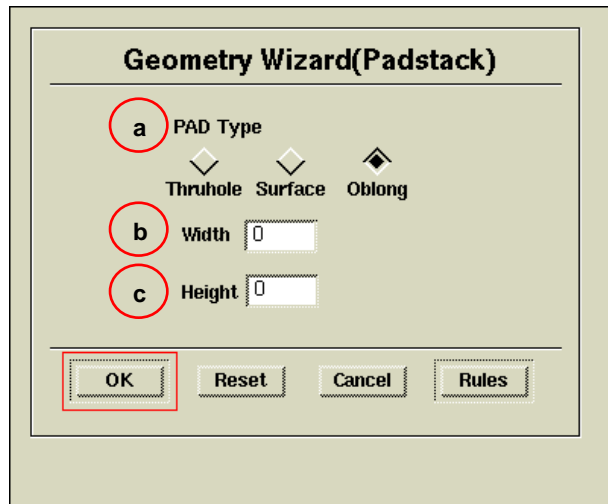 Geometry Wizard(Padstack)
a PAD Type
Thruhole Surface Oblong
b Width 0
c Height 0
OK Reset Cancel Rules